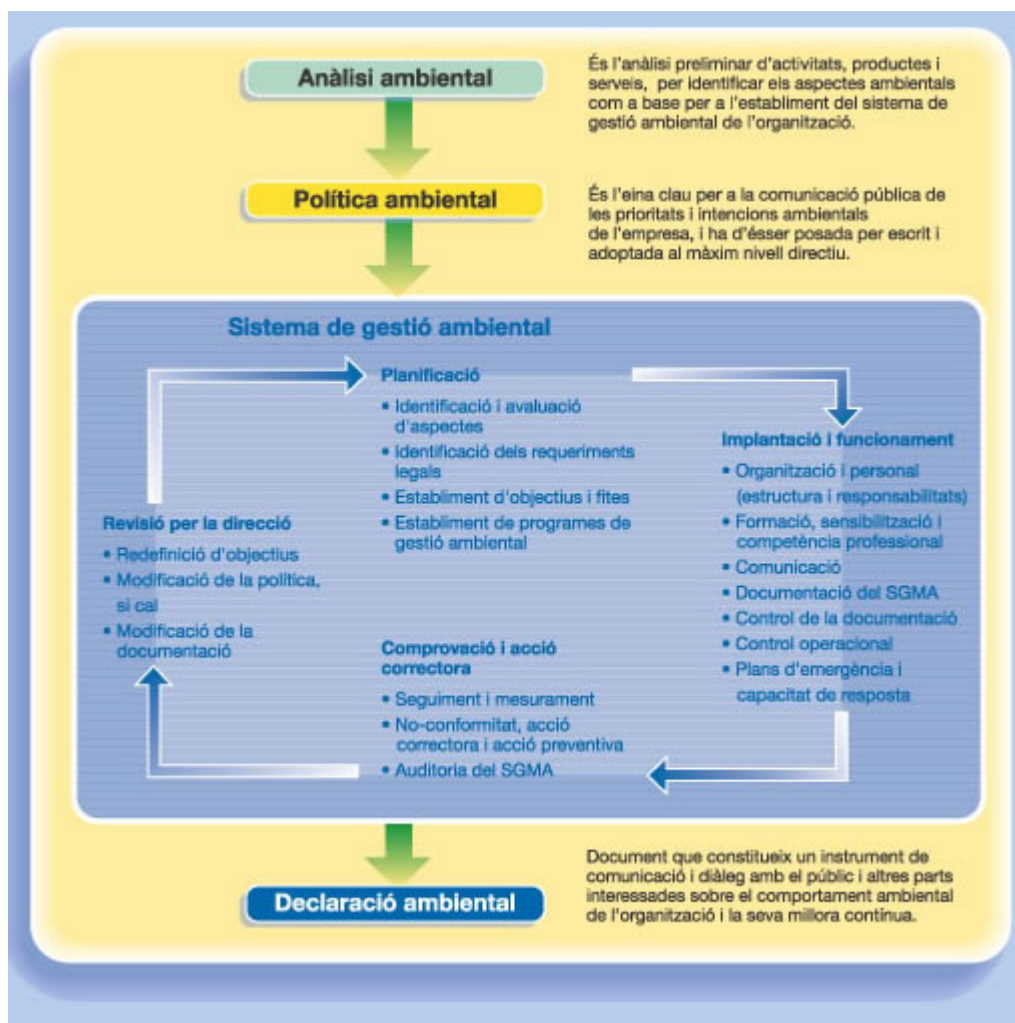 Anàlisi ambiental
És l'anàlisi preliminar d'activitats, productes i
serveis, per identificar els aspectes ambientals
com a base per a l'establiment del sistema de
gestió ambiental de l'organització.
Política ambiental
És l'eina clau per a la comunicació pública de
les prioritats i intencions ambientals
de l'empresa, i ha d'ésser posada per escrit i
adoptada al màxim nivell directiu.
Sistema de gestió ambiental
Planificació
• Identificació i avaluació
d'aspectes
• Identificació dels requeriments
legals
• Establiment d'objectius i fites
• Establiment de programes de
gestió ambiental
Implantació i funcionament
• Organització i personal
(estructura i responsabilitats)
• Formació, sensibilització i
competència professional
• Comunicació
• Documentació del SGMA
• Control de la documentació
• Control operacional
• Plans d'emergència i
capacitat de resposta
Comprovació i acció
correctora
• Seguiment i mesurament
• No-conformitat, acció
correctora i acció preventiva
• Auditoria del SGMA
Revisió per la direcció
• Redefinició d'objectius
• Modificació de la política,
si cal
• Modificació de la
documentació
Declaració ambiental
Document que constitueix un instrument de
comunicació i diàleg amb el públic i altres parts
interessades sobre el comportament ambiental
de l'organització i la seva millora contínua.